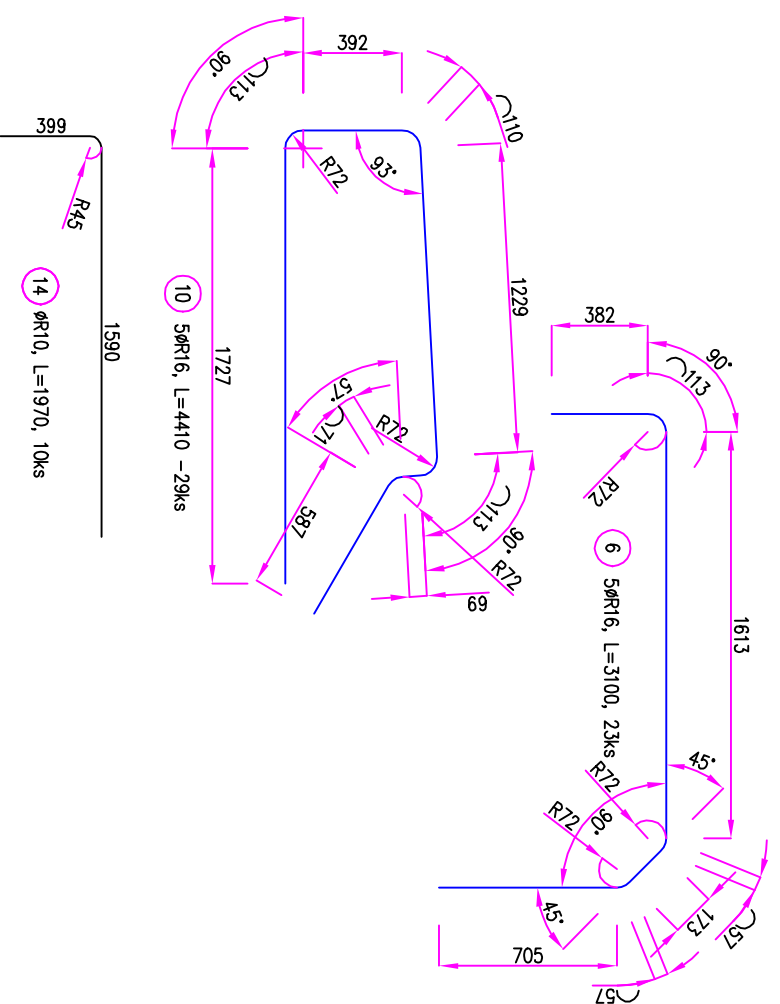 392
90°
113
110
R72
93°
399
R45
14 øR10, L=1970, 10ks
1590
10 5øR16, L=4410 -29ks
1727
1229
57°
71
R72
587
113
90°
R72
69
382
90°
113
R72
6 5øR16, L=3100, 23ks
1613
R72
45°
90°
R72
45°
57
173
57
705